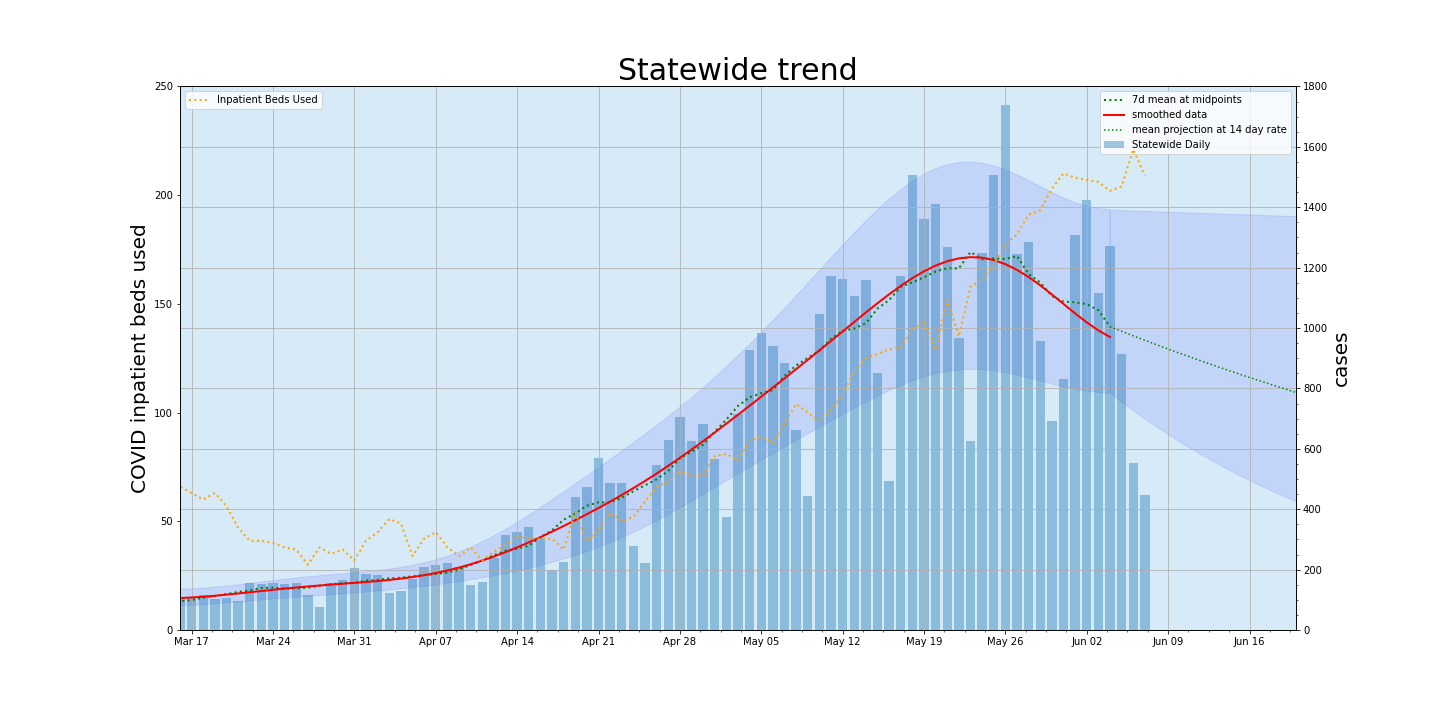 Statewide trend
Inpatient Beds Used
7d mean at midpoints
smoothed data
mean projection at 14 day rate
Statewide Daily
COVID inpatient beds used
250
200
150
100
50
0
1800
1600
1400
1200
1000
800
600
400
200
0
cases
Mar 17 Mar 24 Mar 31 Apr 07 Apr 14 Apr 21 Apr 28 May 05 May 12 May 19 May 26 Jun 02 Jun 09 Jun 16